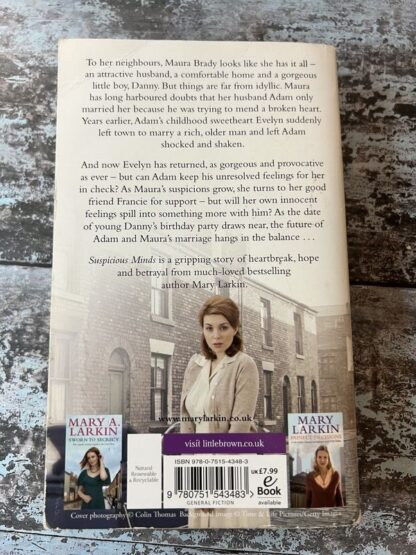 To her neighbours, Maura Brady looks like she has it all –
an attractive husband, a comfortable home and a gorgeous
little boy, Danny. But things are far from idyllic. Maura
has long harboured doubts that her husband Adam only
married her because he was trying to mend a broken heart.
Years earlier, Adam's childhood sweetheart Evelyn suddenly
left town to marry a rich, older man and left Adam
shocked and shaken.
And now Evelyn has returned, as gorgeous and provocative
as ever – but can Adam keep his unresolved feelings for her
in check? As Maura's suspicions grow, she turns to her good
friend Francie for support – but will her own innocent
feelings spill into something more with him? As the date
of young Danny's birthday party draws near, the future of
Adam and Maura's marriage hangs in the balance . . .
Suspicious Minds is a gripping story of heartbreak, hope
and betrayal from much-loved bestselling
author Mary Larkin.
www.marylarkin.co.uk
MARY A.
LARKIN
SWORN TO SECRECY
Natural
Renewable
& Recyclable
visit littlebrown.co.uk
ISBN 978-0-7515-4348-3
9 780751 543483
GENERAL FICTION
UK £7.99
eBook
available
MARY
LARKIN
PAINFUL DECISIONS
Cover photography © Colin Thomas Background image © Time & Life Pictures/Getty Images